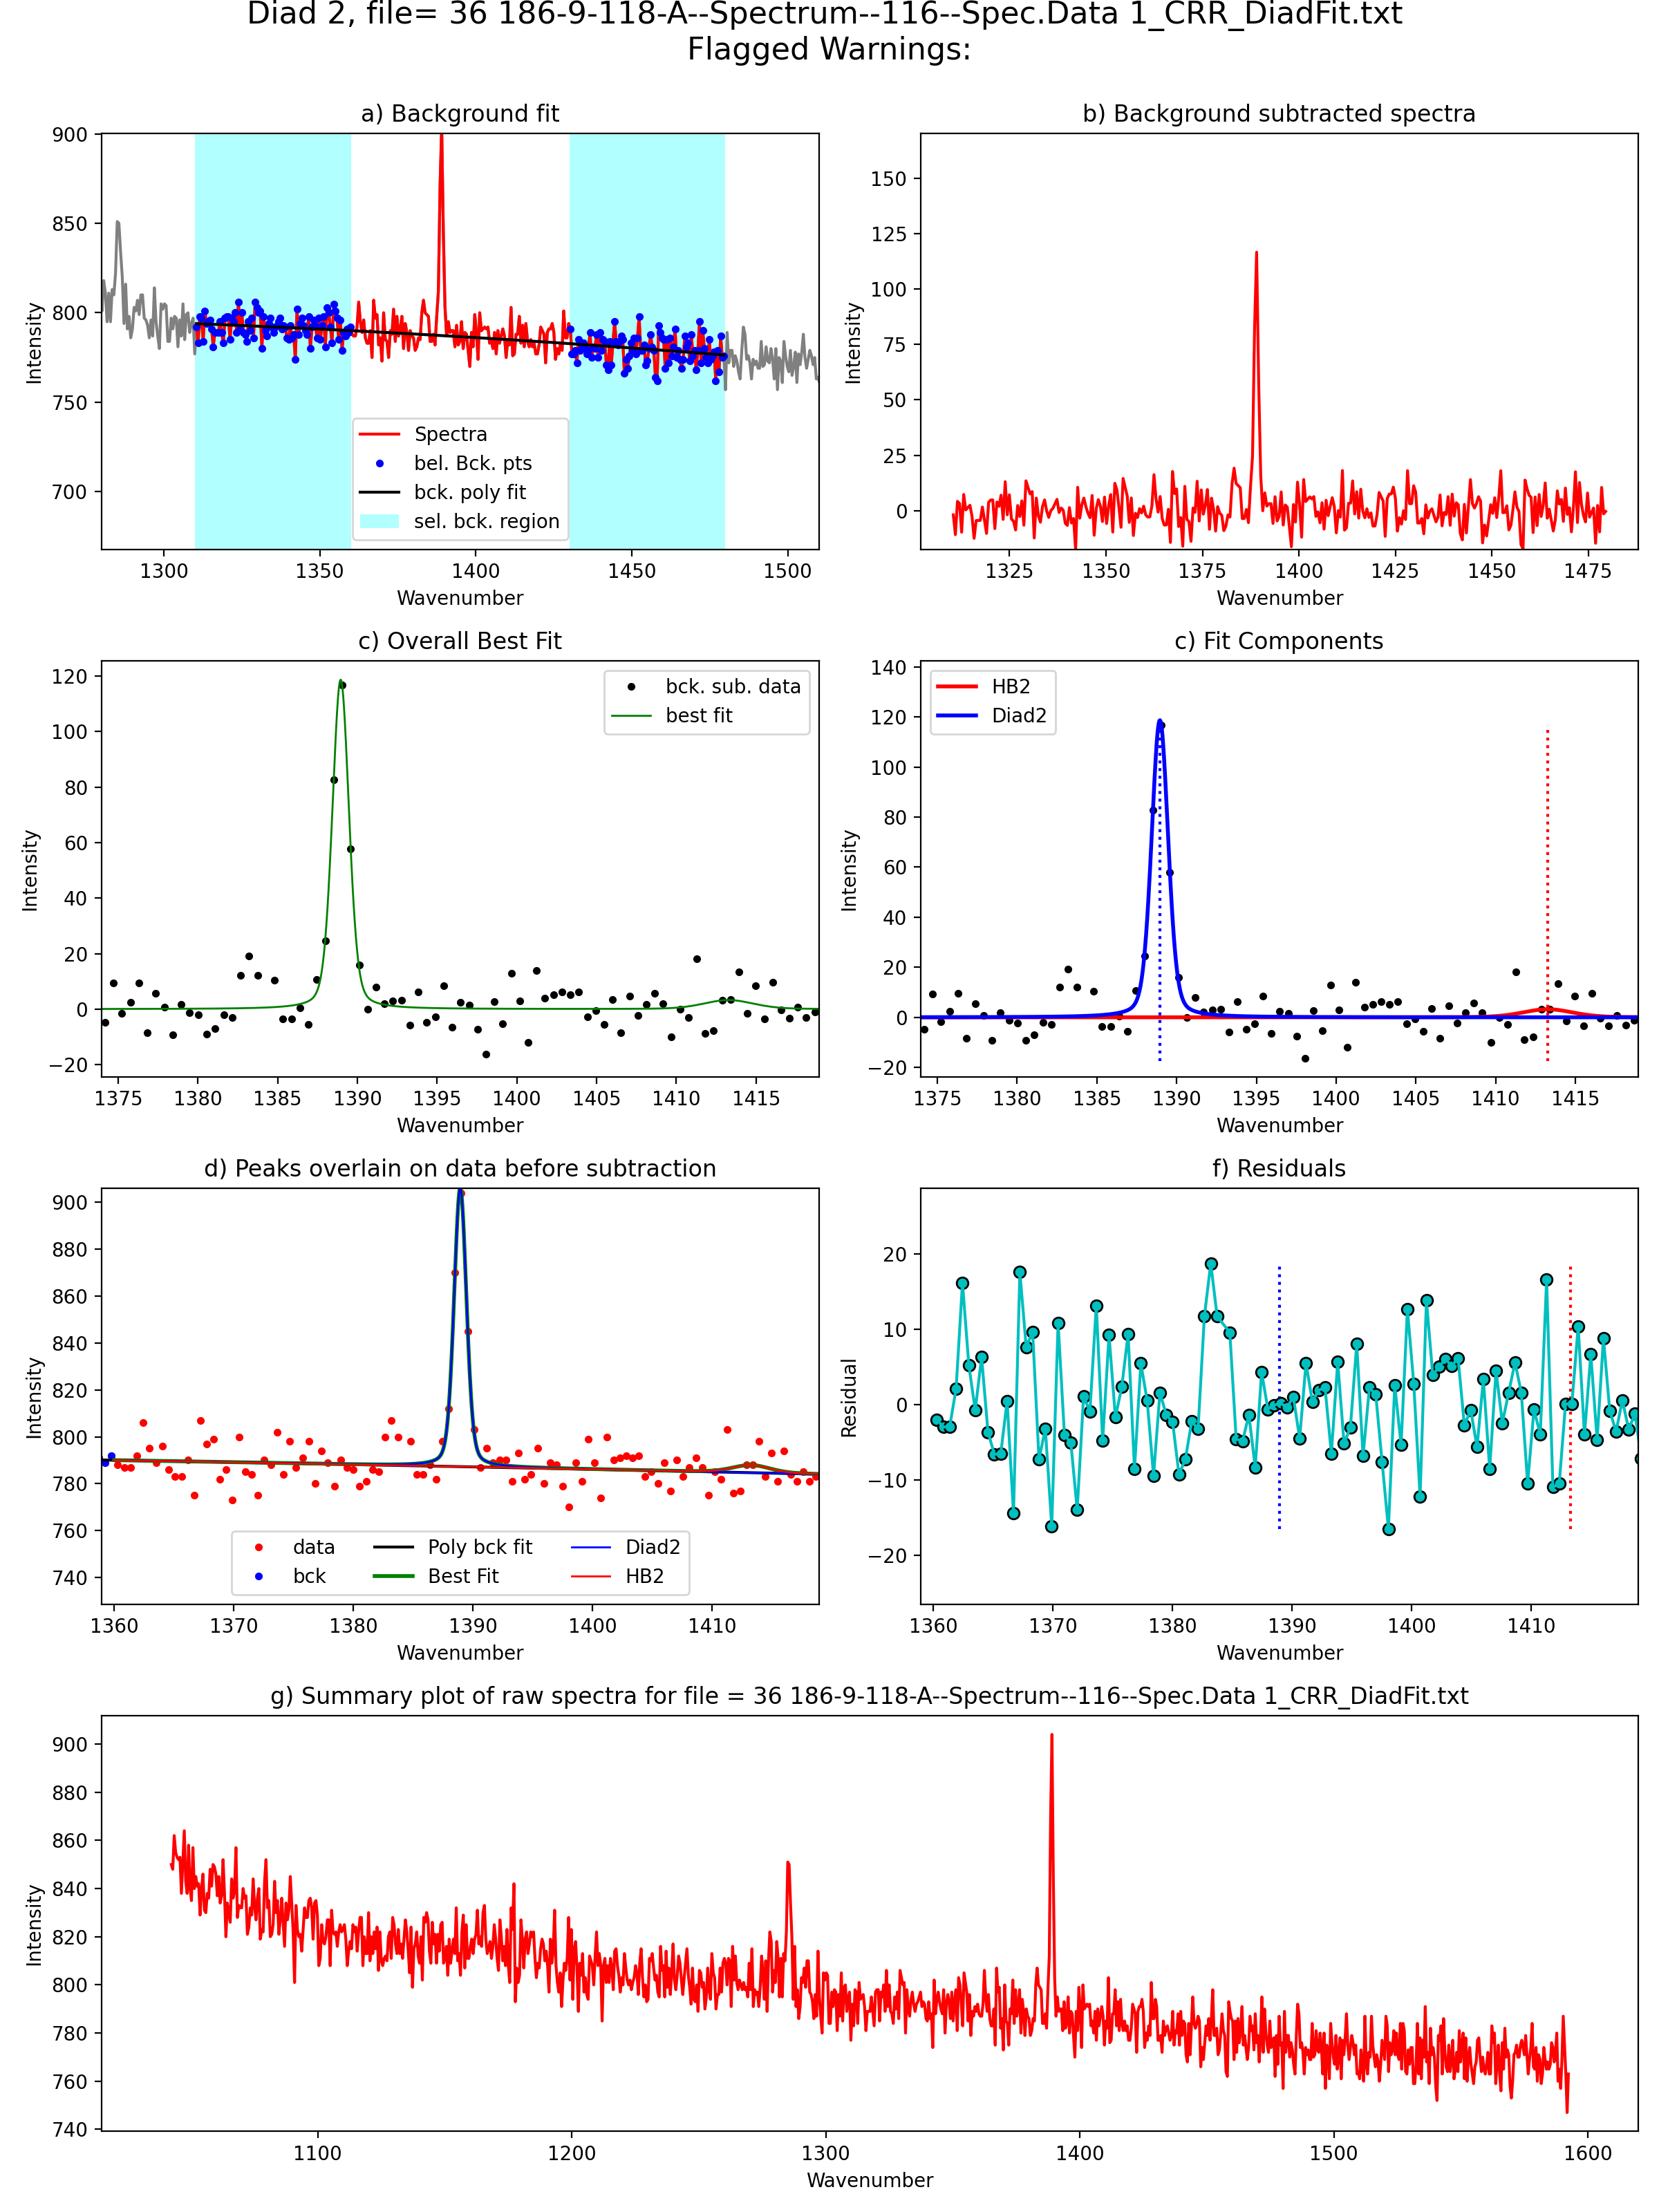 Diad 2, file= 36 186-9-118-A--Spectrum--116--Spec.Data 1_CRR_DiadFit.txt
Flagged Warnings:
a) Background fit
900
850
800
750
700
Intensity
Spectra
bel. Bck. pts
bck. poly fit
sel. bck. region
1300 1350 1400 1450 1500
Wavenumber
b) Background subtracted spectra
150
125
100
75
50
25
0
Intensity
1325 1350 1375 1400 1425 1450 1475
Wavenumber
c) Overall Best Fit
120
100
80
60
40
20
0
−20
Intensity
bck. sub. data
best fit
1375 1380 1385 1390 1395 1400 1405 1410 1415
Wavenumber
c) Fit Components
140
120
100
80
60
40
20
0
−20
Intensity
HB2
Diad2
1375 1380 1385 1390 1395 1400 1405 1410 1415
Wavenumber
d) Peaks overlain on data before subtraction
900
880
860
840
820
800
780
760
740
Intensity
data Poly bck fit Diad2
bck Best Fit HB2
1360 1370 1380 1390 1400 1410
Wavenumber
f) Residuals
20
10
0
−10
−20
Residual
1360 1370 1380 1390 1400 1410
Wavenumber
g) Summary plot of raw spectra for file = 36 186-9-118-A--Spectrum--116--Spec.Data 1_CRR_DiadFit.txt
900
880
860
840
820
800
780
760
740
Intensity
1100 1200 1300 1400 1500 1600
Wavenumber